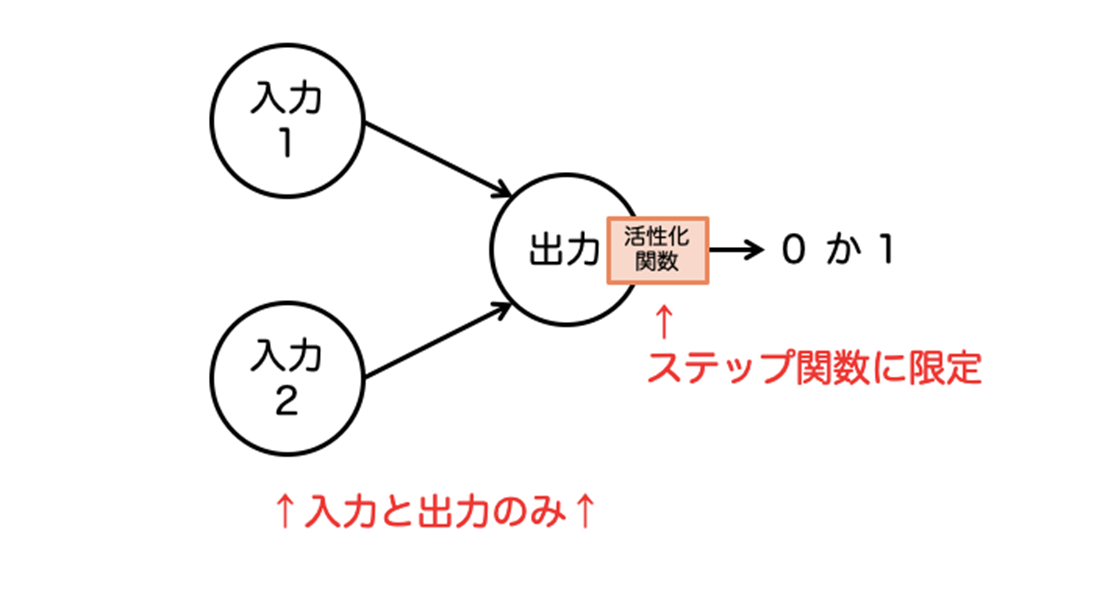 入力
1
出力
活性化
関数
0 か 1
入力
2
↑
ステップ関数に限定
↑入力と出力のみ↑